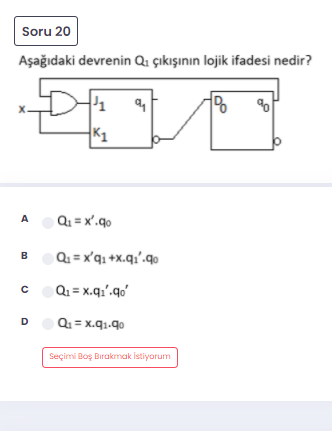 Soru 20
Aşağıdaki devrenin Q₁ çıkışının lojik ifadesi nedir?
x
J₁ q₁
K₁
D₀ q₀
A Q₁ = x'.q₀
B Q₁ = x'q₁ +x.q₁'.q₀
C Q₁ = x.q₁'.q₀'
D Q₁ = x.q₁.q₀
Seçimi Boş Bırakmak İstiyorum